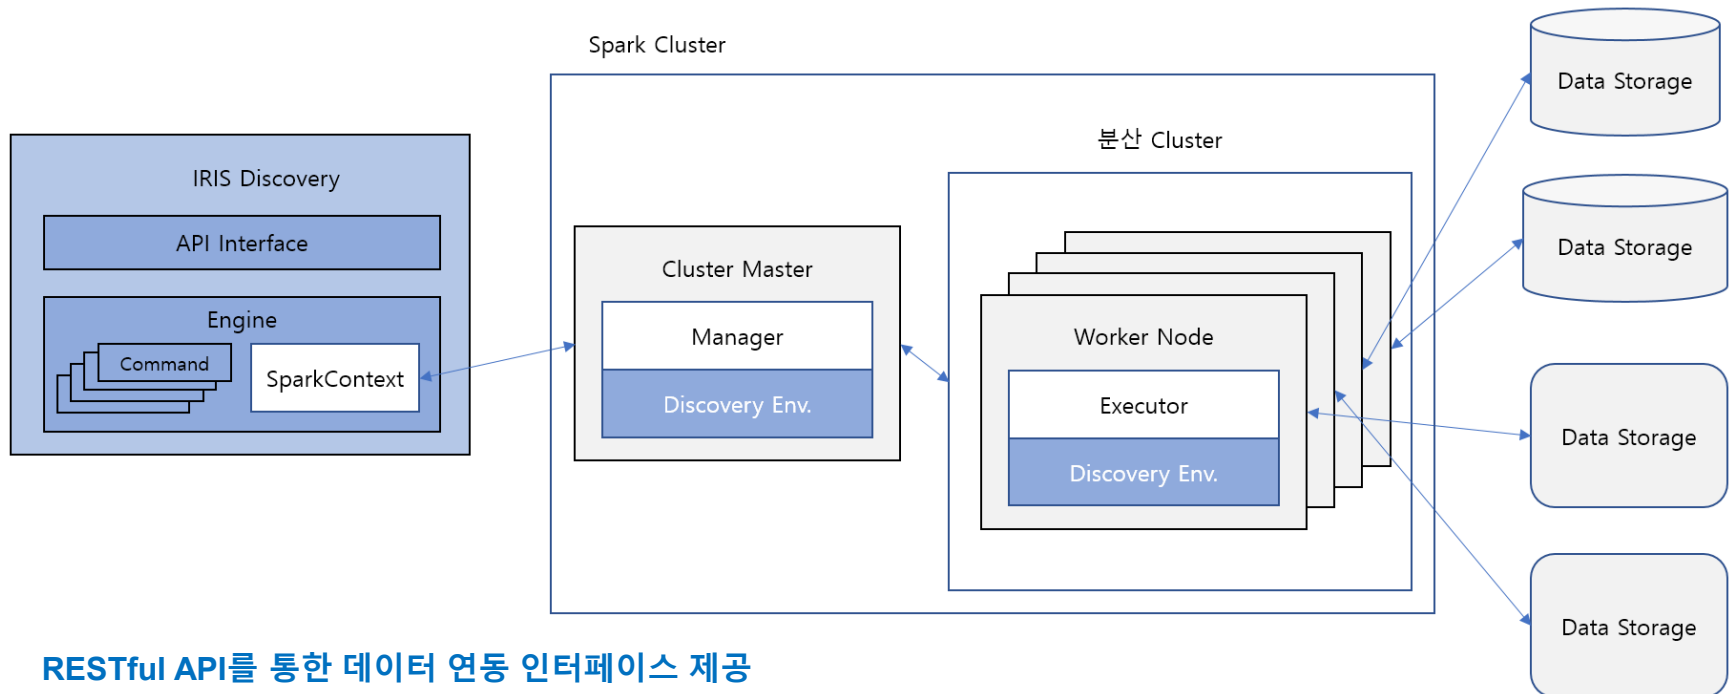 Spark Cluster
IRIS Discovery
API Interface
Engine
Command
SparkContext
Cluster Master
Manager
Discovery Env.
분산 Cluster
Worker Node
Executor
Discovery Env.
Data Storage
Data Storage
Data Storage
Data Storage
RESTful API를 통한 데이터 연동 인터페이스 제공